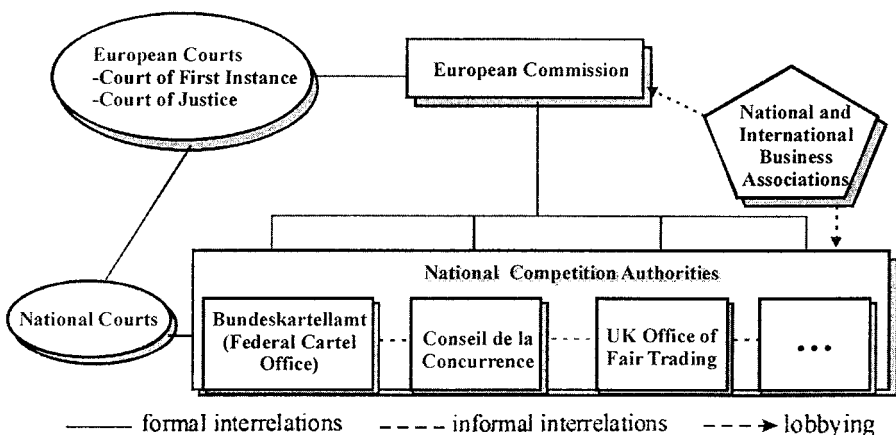 European Courts
-Court of First Instance
-Court of Justice
European Commission
National and
International
Business
Associations
National Competition Authorities
National Courts
Bundeskartellamt
(Federal Cartel
Office)
Conseil de la
Concurrence
UK Office of
Fair Trading
...
formal interrelations
informal interrelations
lobbying